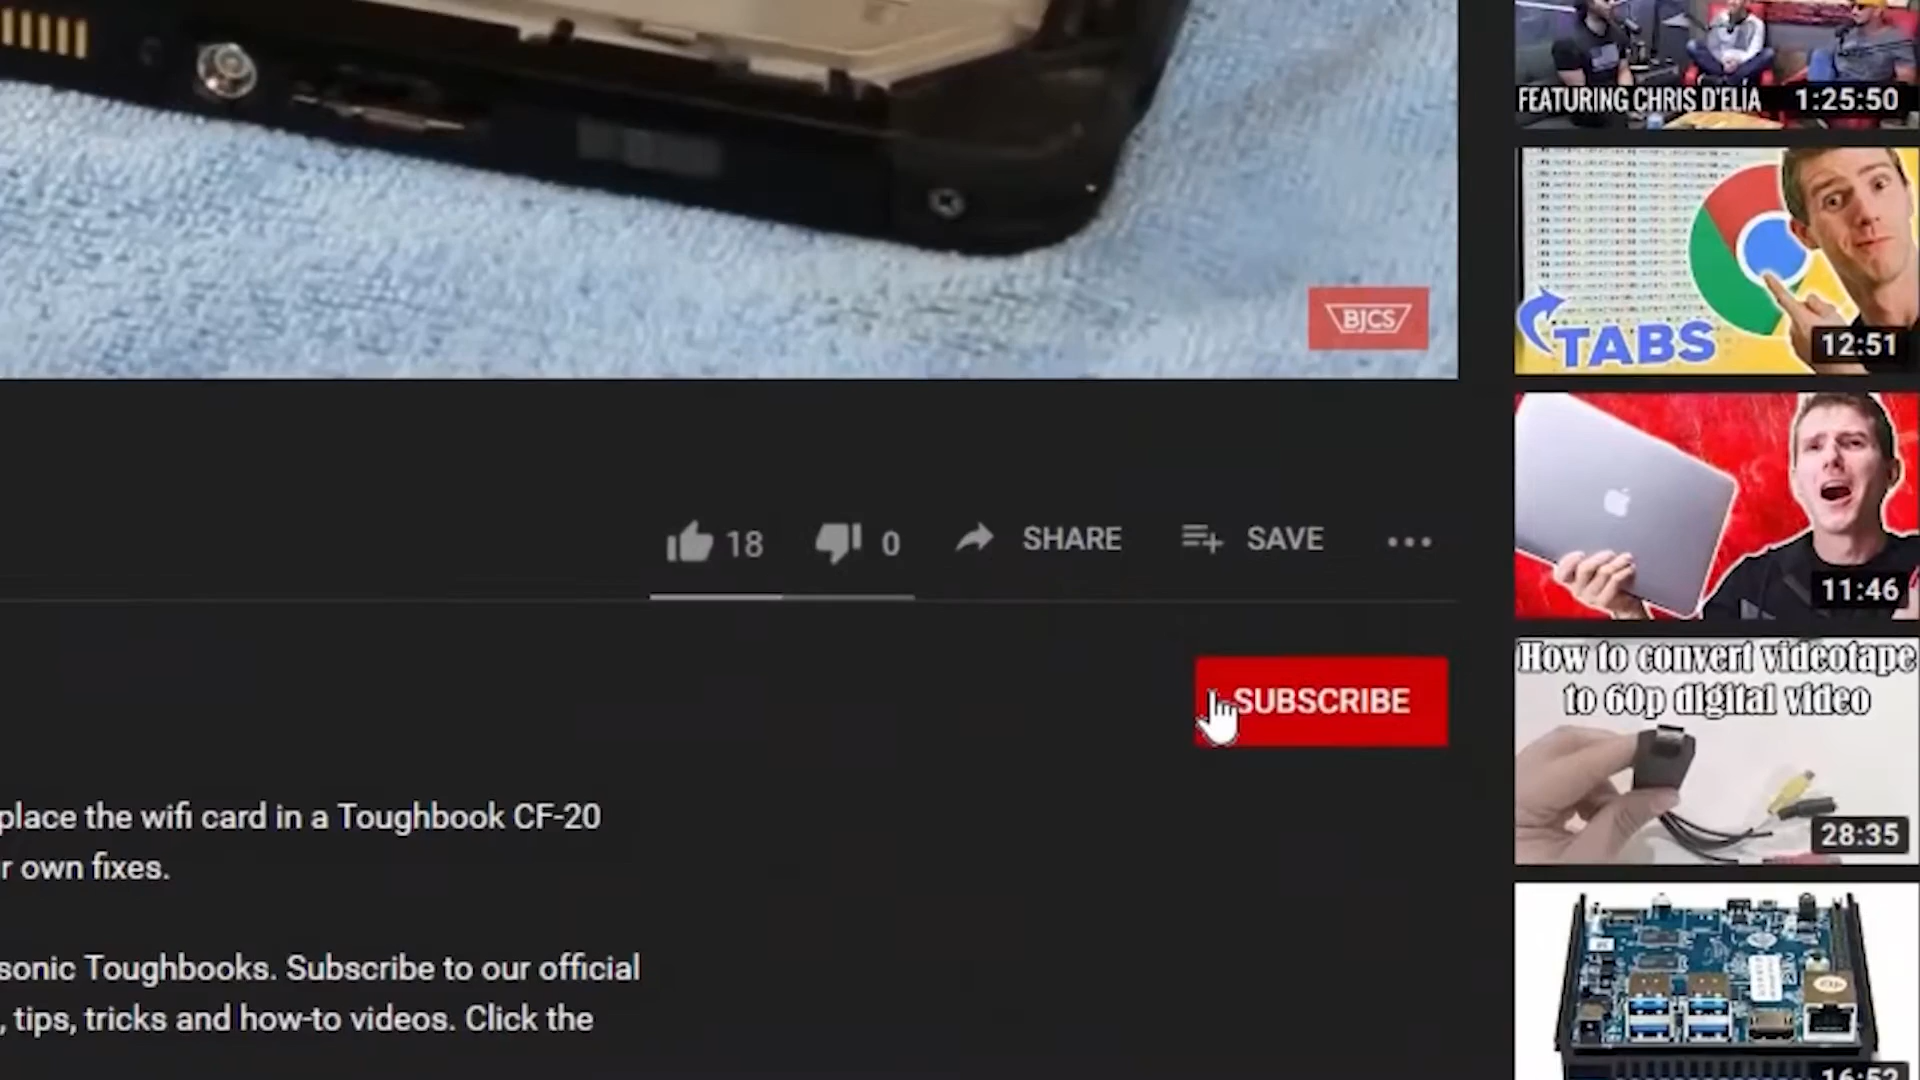 FEATURING CHRIS D'ELIA
1:25:50
TABS
12:51
BJCS
11:46
18
0
SHARE
SAVE
SUBSCRIBE
How to convert videotape
to 60p digital video
28:35
place the wifi card in a Toughbook CF-20
r own fixes.
sonic Toughbooks. Subscribe to our official
, tips, tricks and how-to videos. Click the
16:52